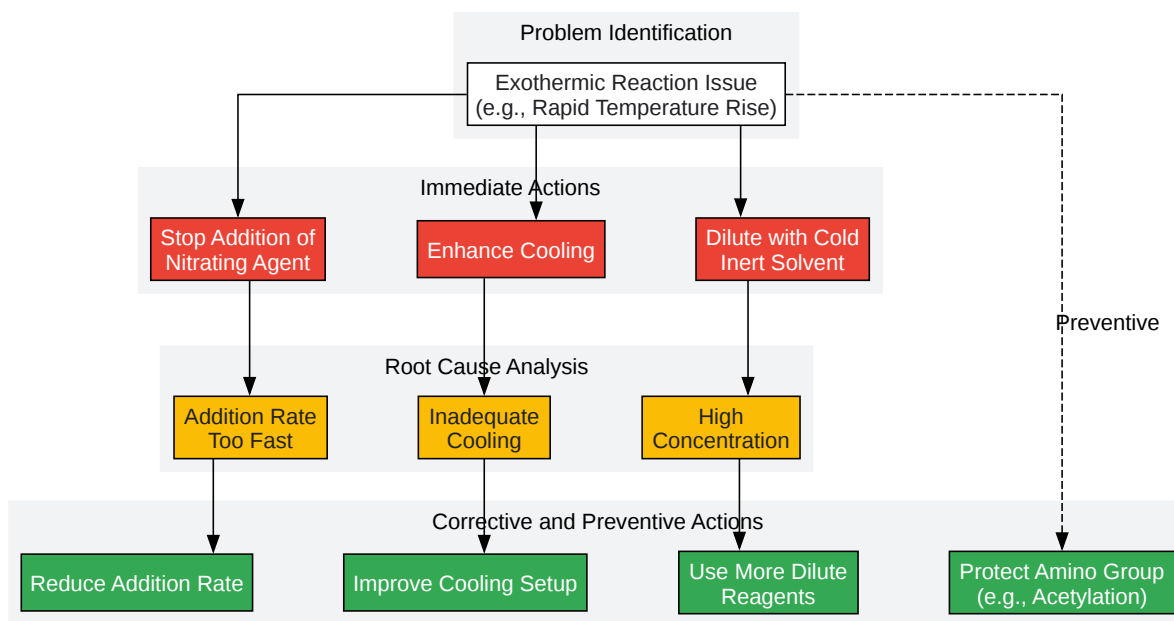 Problem Identification
Exothermic Reaction Issue
(e.g., Rapid Temperature Rise)
Immediate Actions
Stop Addition of
Nitrating Agent
Enhance Cooling
Dilute with Cold
Inert Solvent
Preventive
Root Cause Analysis
Addition Rate
Too Fast
Inadequate
Cooling
High
Concentration
Corrective and Preventive Actions
Reduce Addition Rate
Improve Cooling Setup
Use More Dilute
Reagents
Protect Amino Group
(e.g., Acetylation)